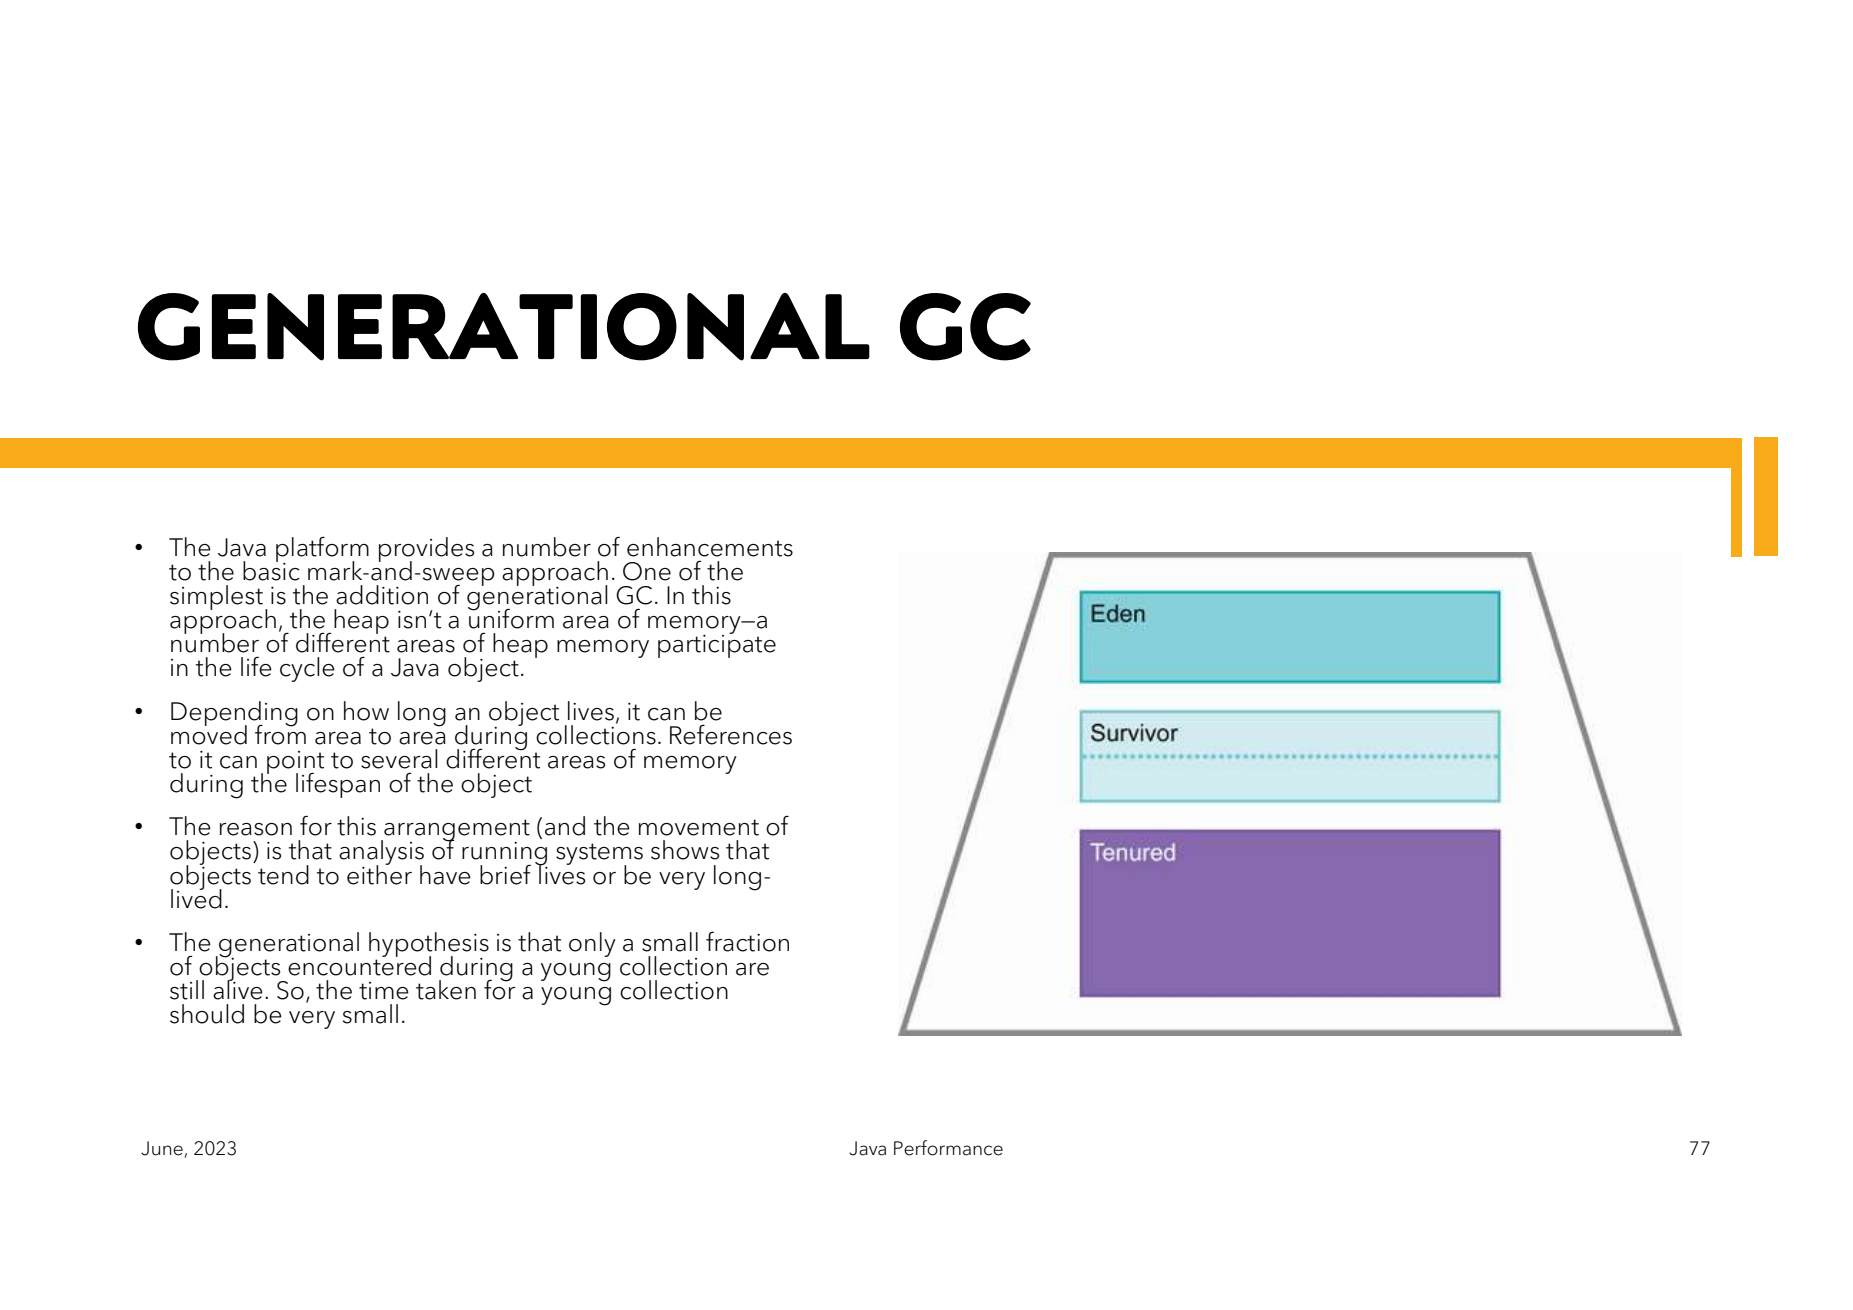 GENERATIONAL GC
• The Java platform provides a number of enhancements
to the basic mark-and-sweep approach. One of the
simplest is the addition of generational GC. In this
approach, the heap isn’t a uniform area of memory—a
number of different areas of heap memory participate
in the life cycle of a Java object.
• Depending on how long an object lives, it can be
moved from area to area during collections. References
to it can point to several different areas of memory
during the lifespan of the object
• The reason for this arrangement (and the movement of
objects) is that analysis of running systems shows that
objects tend to either have brief lives or be very long-
lived.
• The generational hypothesis is that only a small fraction
of objects encountered during a young collection are
still alive. So, the time taken for a young collection
should be very small.
Eden
Survivor
Tenured
June, 2023
Java Performance
77